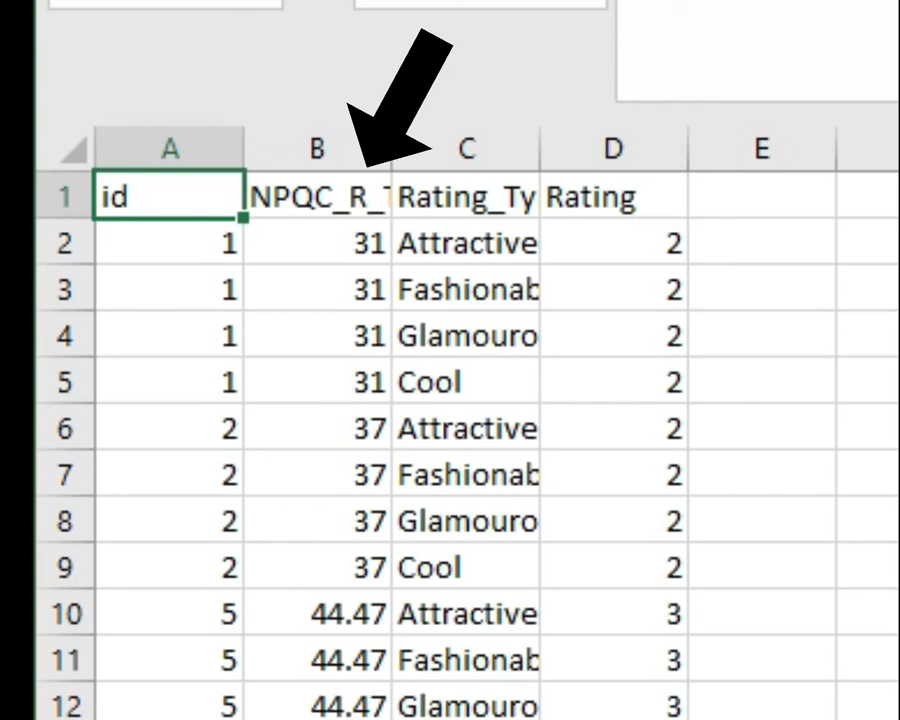 A B C D E
1 id NPQC_R_T Rating_Ty Rating
2 1 31 Attractive 2
3 1 31 Fashionab 2
4 1 31 Glamouro 2
5 1 31 Cool 2
6 2 37 Attractive 2
7 2 37 Fashionab 2
8 2 37 Glamouro 2
9 2 37 Cool 2
10 5 44.47 Attractive 3
11 5 44.47 Fashionab 3
12 5 44.47 Glamouro 3